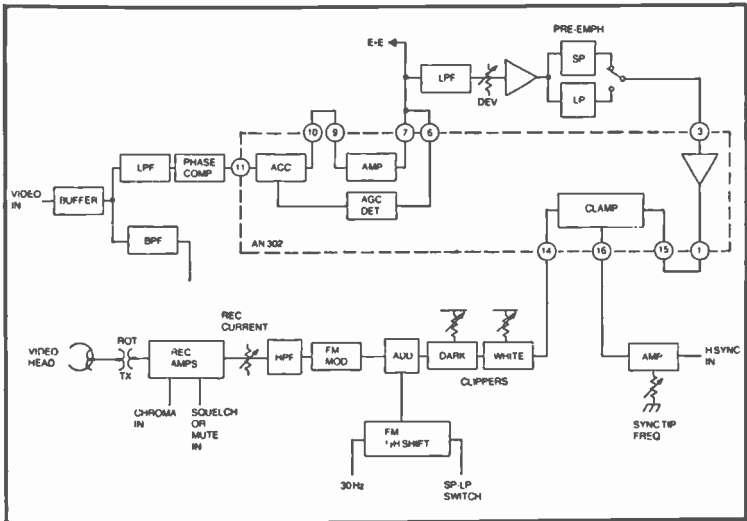 PRE-EMPH
E-E
LPF
SP
LP
DEV
10
9
7
6
3
LPF
PHASE
COMP
11
ACC
AMP
VIDEO
IN
BUFFER
AGC
DET
CLAMP
BPF
AN 302
14
16
15
1
REC
CURRENT
VIDEO
HEAD
ROT
TX
REC
AMPS
HPF
FM
MOD
ADD
DARK
WHITE
CLIPPERS
AMP
H SYNC
IN
CHROMA
IN
SQUELCH
OR
MUTE
IN
FM
½H SHIFT
SYNC TIP
FREQ
30 Hz
SP-LP
SWITCH